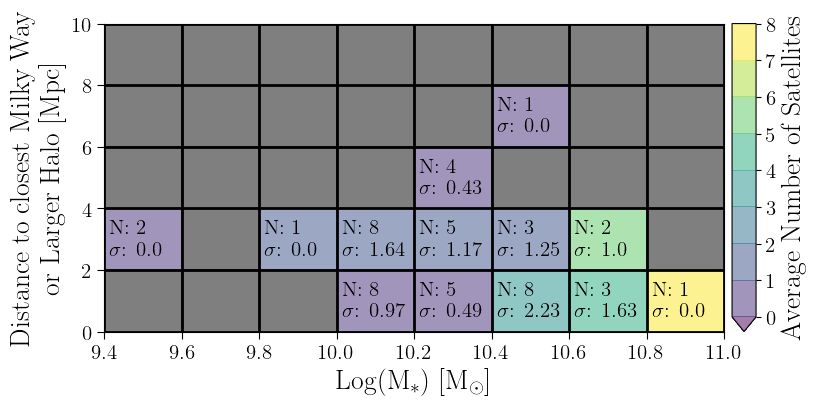 Distance to closest Milky Way
or Larger Halo [Mpc]
10
8
6
4
2
0
N: 1
σ: 0.0
N: 4
σ: 0.43
N: 2
σ: 0.0
N: 1
σ: 0.0
N: 8
σ: 1.64
N: 5
σ: 1.17
N: 3
σ: 1.25
N: 2
σ: 1.0
N: 8
σ: 0.97
N: 5
σ: 0.49
N: 8
σ: 2.23
N: 3
σ: 1.63
N: 1
σ: 0.0
9.4 9.6 9.8 10.0 10.2 10.4 10.6 10.8 11.0
Log(M∗) [M⊙]
8
7
6
5
4
3
2
1
0
Average Number of Satellites